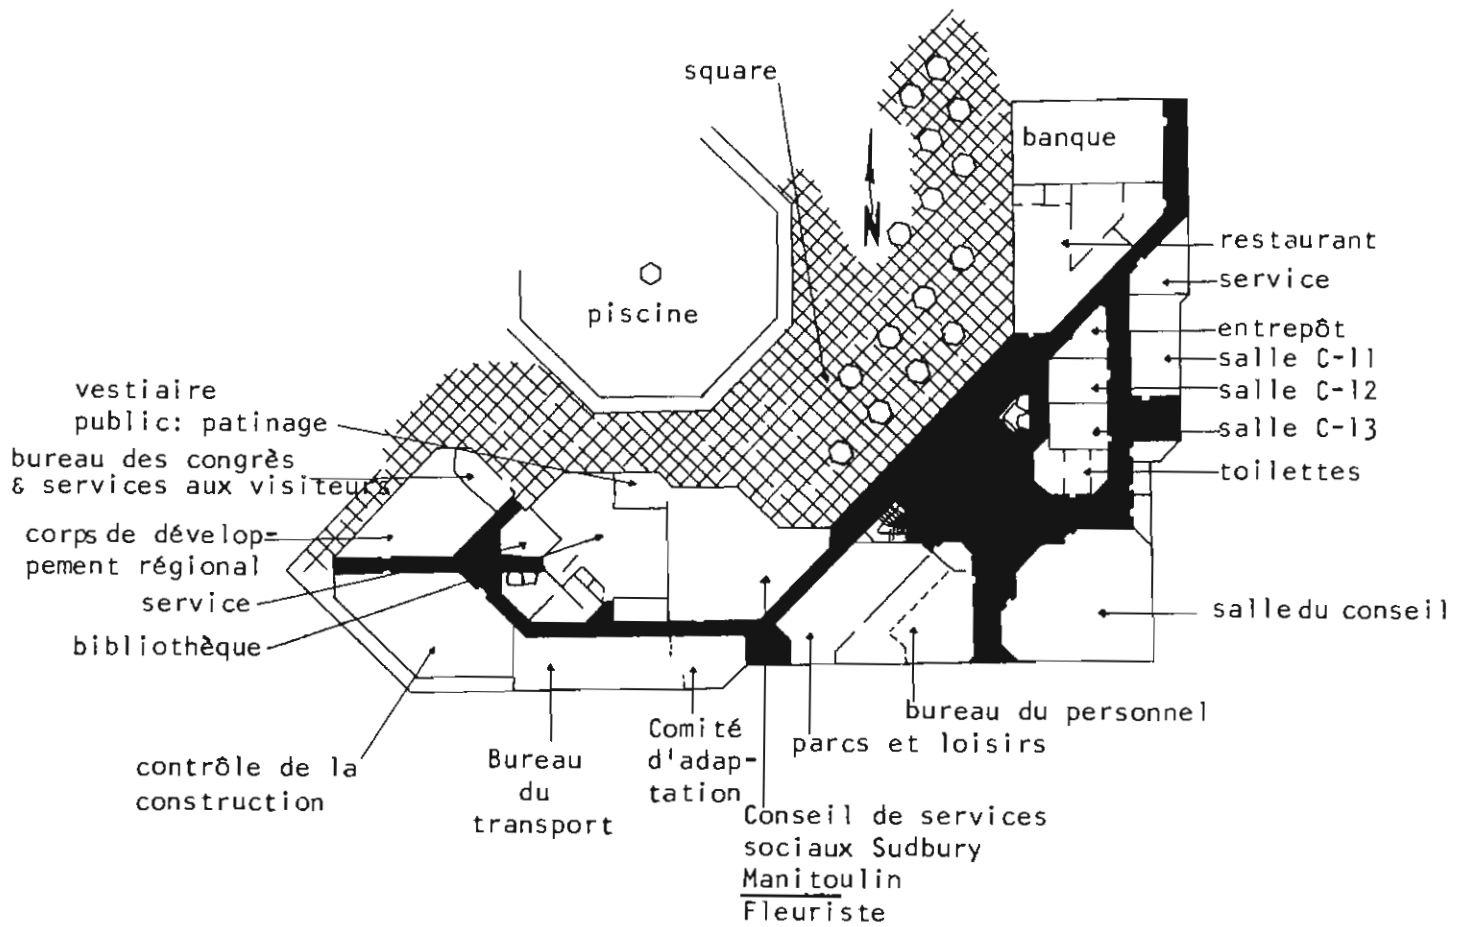 square
banque
N
restaurant
service
piscine
entrepôt
salle C-11
salle C-12
salle C-13
toilettes
vestiaire
public: patinage
bureau des congrès
& services aux visiteurs
corps de dévelop-
pement régional
service
bibliothèque
salle du conseil
contrôle de la
construction
Bureau
du
transport
Comité
d'adap-
tation
bureau du personnel
parcs et loisirs
Conseil de services
sociaux Sudbury
Manitoulin
Fleuriste